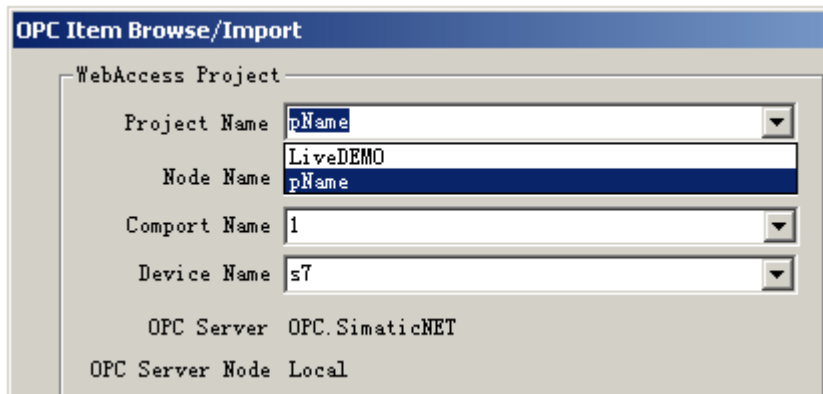 OPC Item Browse/Import
WebAccess Project
Project Name pName
LiveDEMO
Node Name pName
Comport Name 1
Device Name s7
OPC Server OPC.SimaticNET
OPC Server Node Local